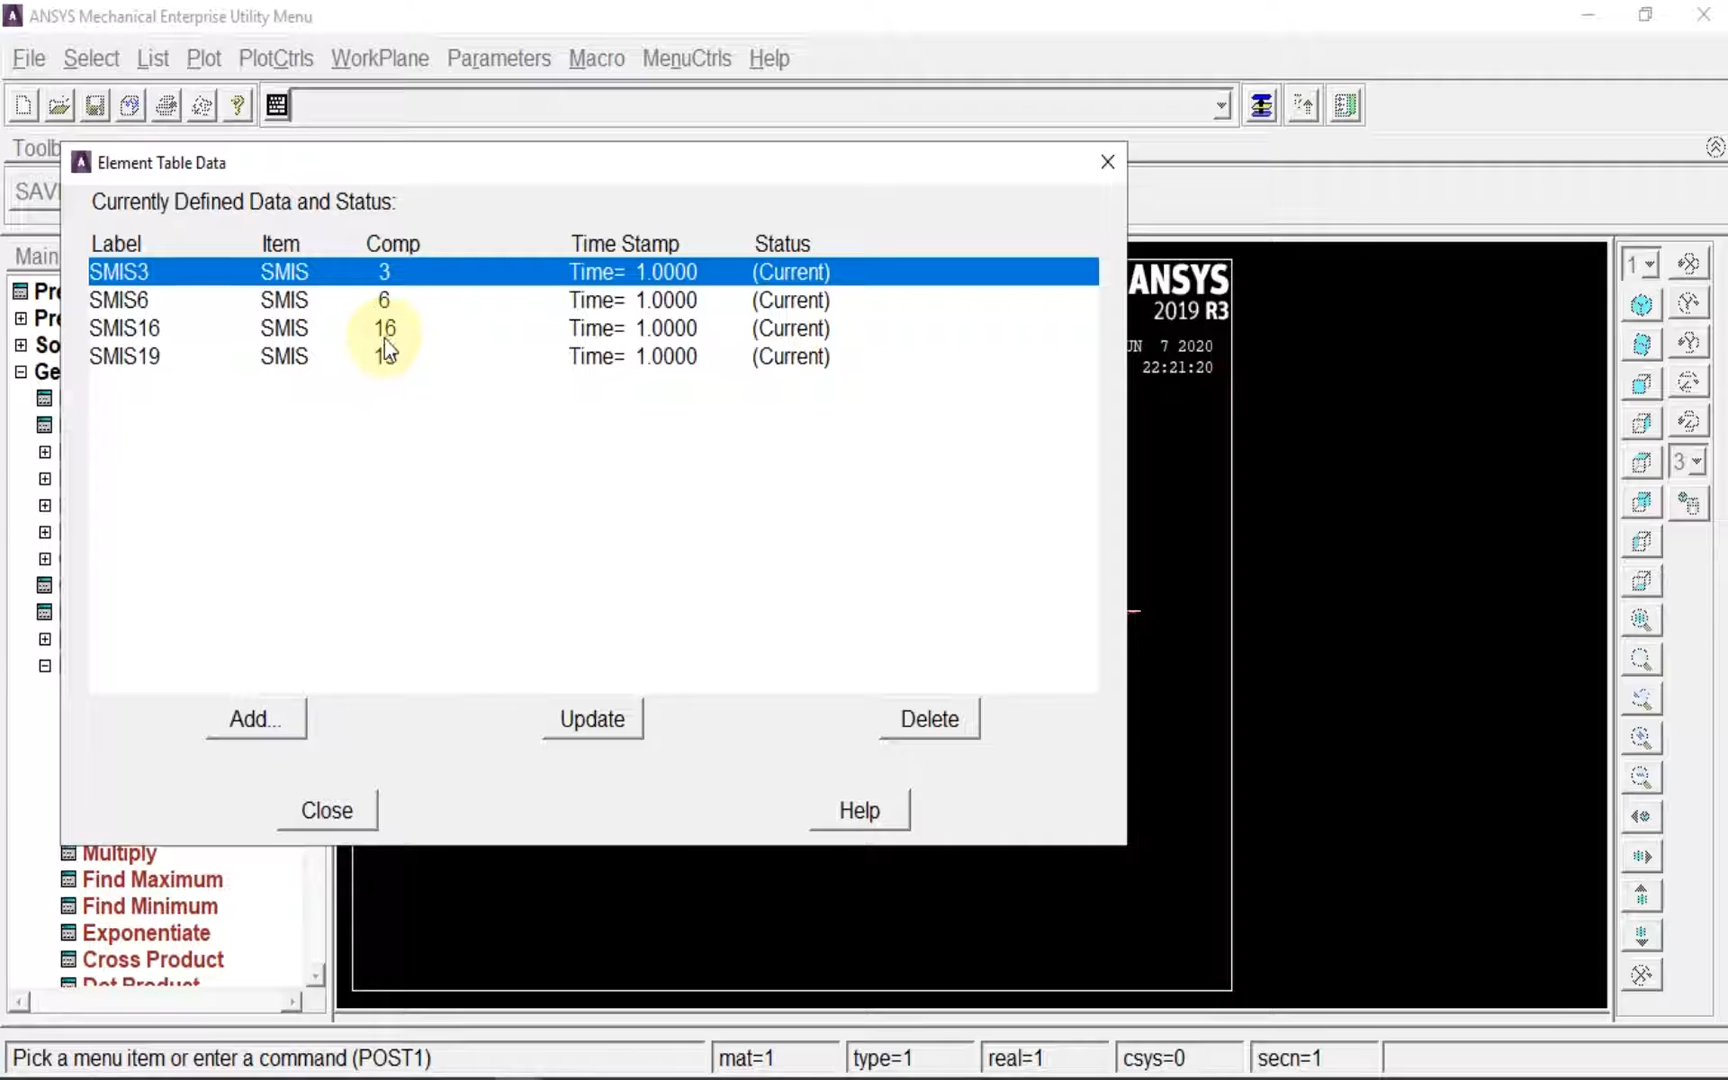 ANSYS Mechanical Enterprise Utility Menu
File Select List Plot PlotCtrls WorkPlane Parameters Macro MenuCtrls Help
Element Table Data
Currently Defined Data and Status:
Label Item Comp Time Stamp Status
SMIS3 SMIS 3 Time= 1.0000 (Current)
SMIS6 SMIS 6 Time= 1.0000 (Current)
SMIS16 SMIS 16 Time= 1.0000 (Current)
SMIS19 SMIS Time= 1.0000 (Current)
Add... Update Delete
Close Help
ANSYS
2019 R3
7 2020
22:21:20
1
3
Multiply
Find Maximum
Find Minimum
Exponentiate
Cross Product
Dot Product
Pick a menu item or enter a command (POST1) mat=1 type=1 real=1 csys=0 secn=1